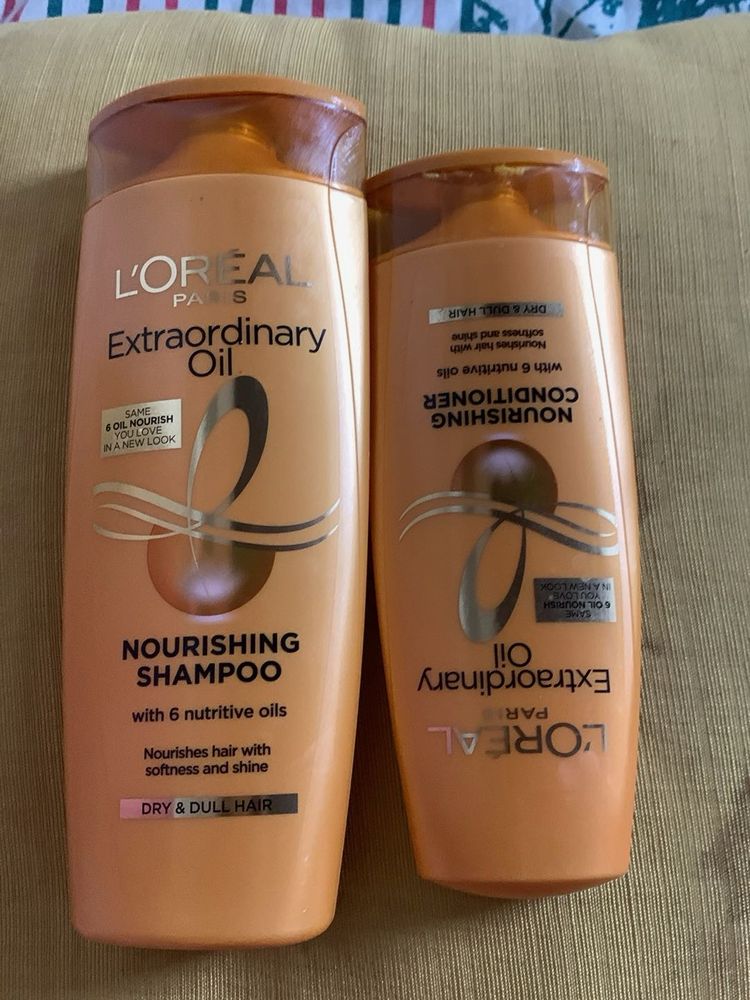 L'ORÉAL
PARIS
Extraordinary
Oil
SAME
6 OIL NOURISH
YOU LOVE
IN A NEW LOOK
NOURISHING
SHAMPOO
with 6 nutritive oils
Nourishes hair with
softness and shine
DRY & DULL HAIR
L'ORÉAL
PARIS
Extraordinary
Oil
SAME
6 OIL NOURISH
YOU LOVE
IN A NEW LOOK
NOURISHING
CONDITIONER
with 6 nutritive oils
Nourishes hair with
softness and shine
DRY & DULL HAIR